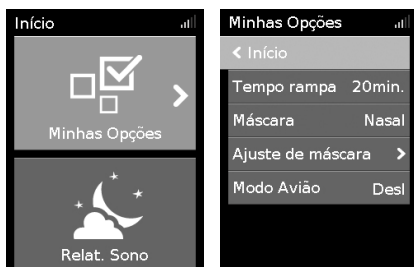 Início
Minhas Opções
Relat. Sono
Minhas Opções
Início
Tempo rampa 20min.
Máscara Nasal
Ajuste de máscara
Modo Avião Desl